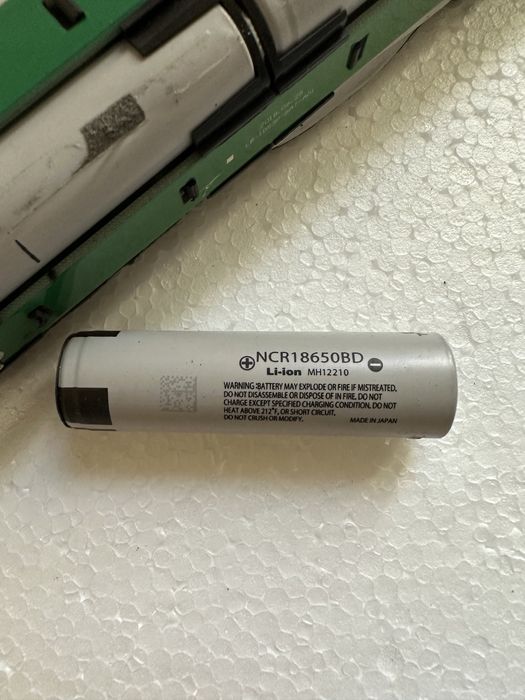 ⊕NCR18650BD⊖
Li-ion MH12210
WARNING :BATTERY MAY EXPLODE OR FIRE IF MISTREATED.
DO NOT DISASSEMBLE OR DISPOSE OF IN FIRE, DO NOT
CHARGE EXCEPT SPECIFIED CHARGING CONDITION, DO NOT
HEAT ABOVE 212˚F, OR SHORT CIRCUIT,
DO NOT CRUSH OR MODIFY. MADE IN JAPAN